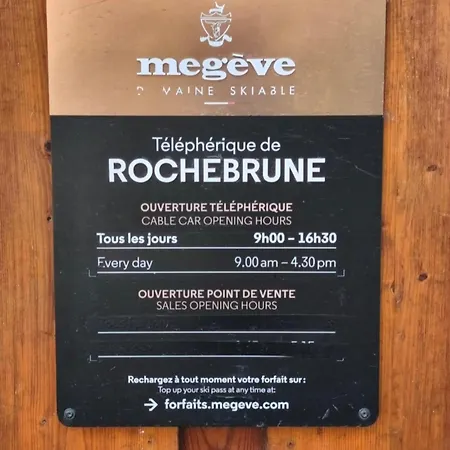 megève
D MAINE SKIABLE
Téléphérique de
ROCHEBRUNE
OUVERTURE TÉLÉPHÉRIQUE
CABLE CAR OPENING HOURS
Tous les jours 9h00 – 16h30
Every day 9.00 am – 4.30 pm
OUVERTURE POINT DE VENTE
SALES OPENING HOURS
Rechargez à tout moment votre forfait sur :
Top up your ski pass at any time at:
→ forfaits.megeve.com